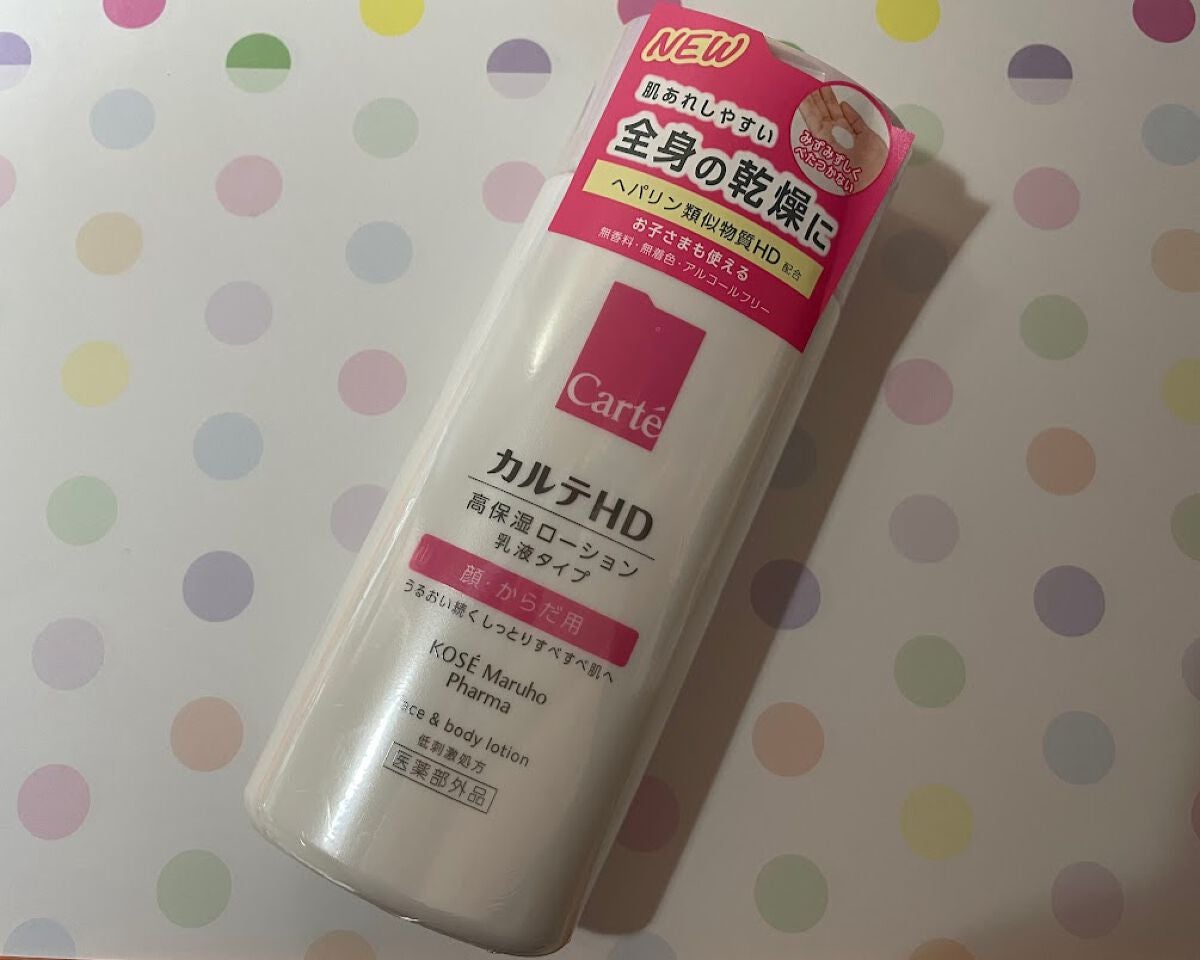 NEW
肌あれしやすい
全身の乾燥に
みずみずしく
べたつかない
ヘパリン類似物質HD 配合
お子さまも使える
無香料・無着色・アルコールフリー
Carté
カルテHD
高保湿ローション
乳液タイプ
顔・からだ用
うるおい続くしっとりすべすべ肌へ
KOSÉ Maruho
Pharma
face & body lotion
低刺激処方
医薬部外品